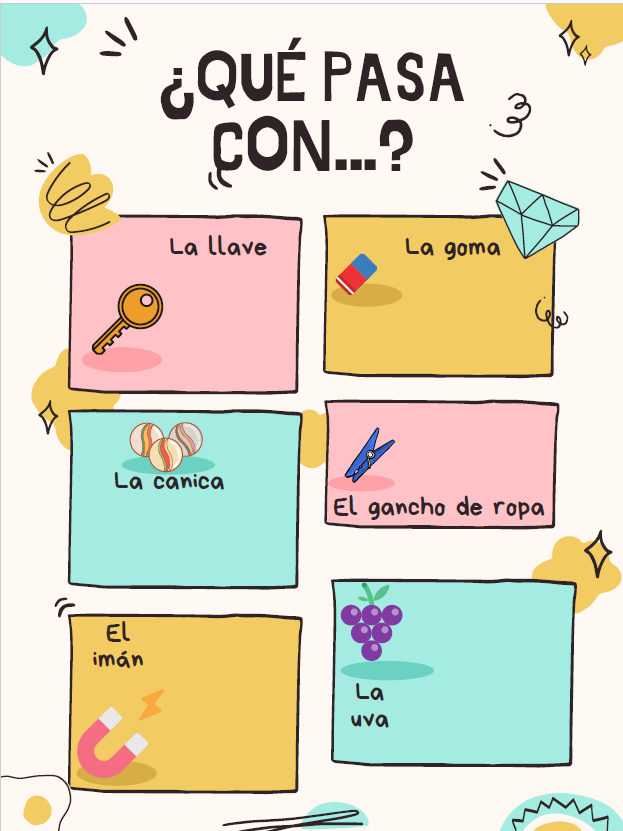 ¿QUÉ PASA
CON...?
La llave
La goma
La canica
El gancho de ropa
El
imán
La
uva